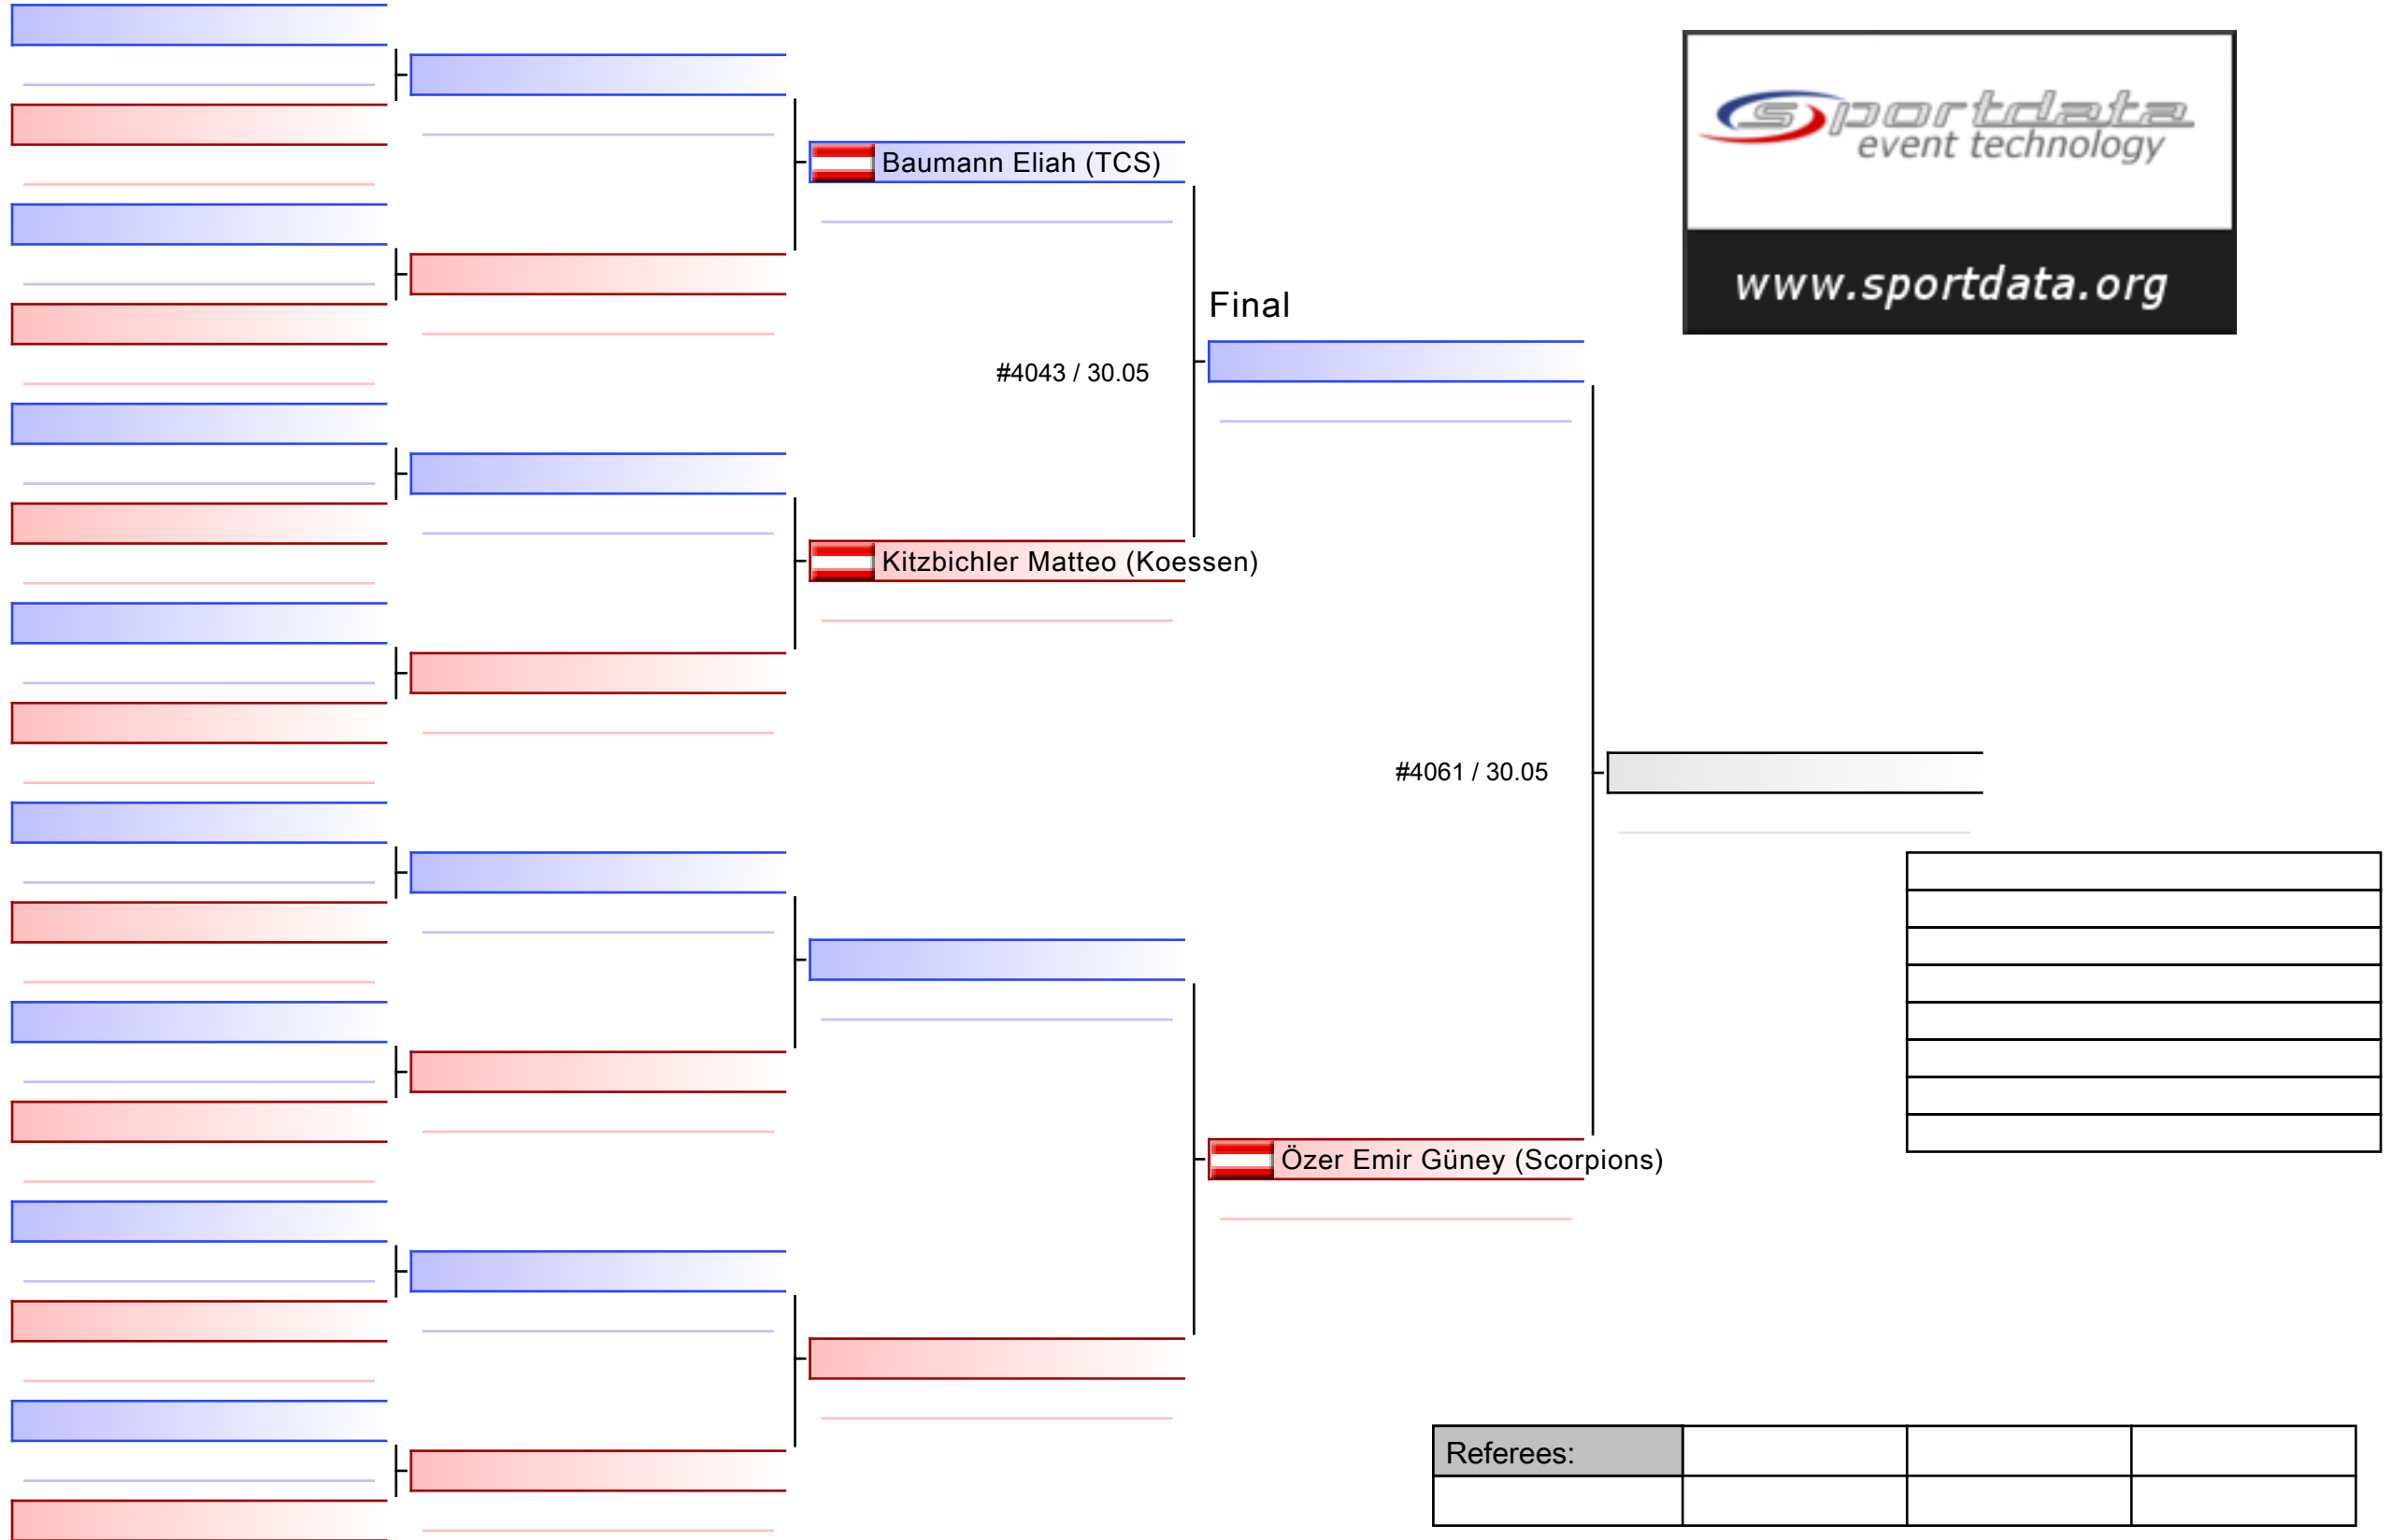 sportdata
event technology
www.sportdata.org
Baumann Eliah (TCS)
Final
#4043 / 30.05
Kitzbichler Matteo (Koessen)
#4061 / 30.05
Özer Emir Güney (Scorpions)
Referees: